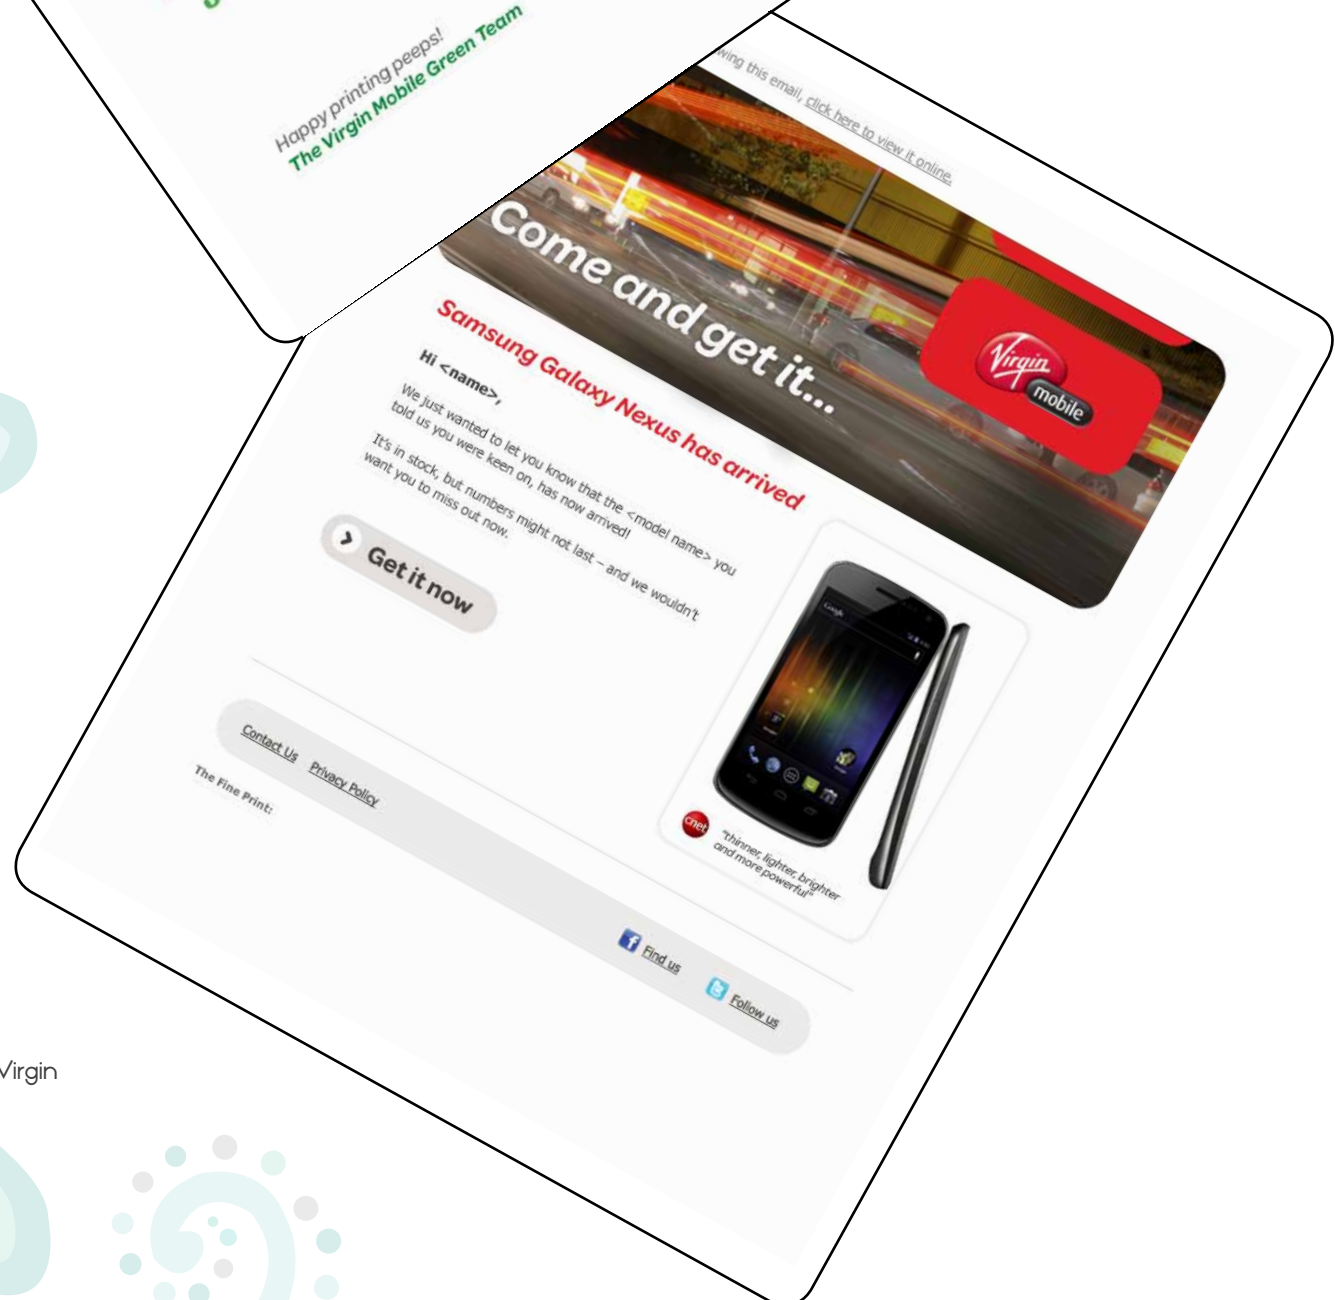 Happy printing peeps!
The Virgin Mobile Green Team
this email, click here to view it online.
Come and get it...
Virgin
mobile
Samsung Galaxy Nexus has arrived
Hi <name>,
We just wanted to let you know that the <model name> you
told us you were keen on, has now arrived!
It's in stock, but numbers might not last – and we wouldn't
want you to miss out now.
Get it now
Google
cnet
"thinner, lighter, brighter
and more powerful"
Contact Us Privacy Policy
Find us
Follow us
The Fine Print:
Virgin